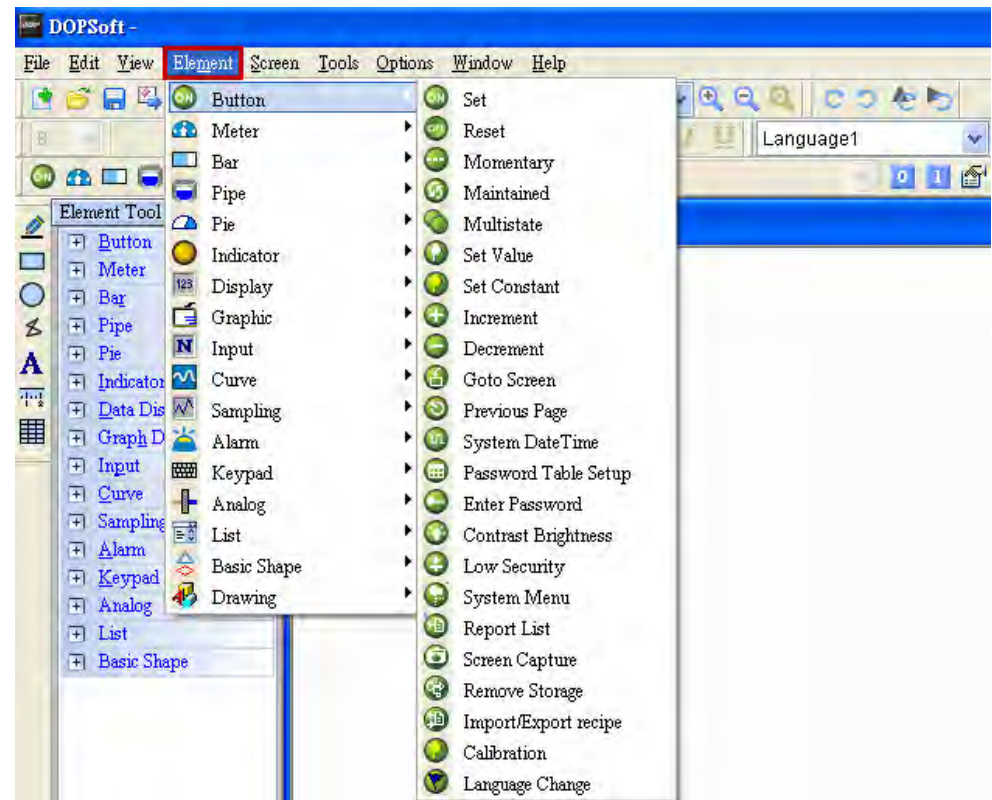 DOPSoft -
File Edit View Element Screen Tools Options Window Help
Button
Meter
Bar
Pipe
Pie
Indicator
Display
Graphic
Input
Curve
Sampling
Alarm
Keypad
Analog
List
Basic Shape
Drawing
Set
Reset
Momentary
Maintained
Multistate
Set Value
Set Constant
Increment
Decrement
Goto Screen
Previous Page
System DateTime
Password Table Setup
Enter Password
Contrast Brightness
Low Security
System Menu
Report List
Screen Capture
Remove Storage
Import/Export recipe
Calibration
Language Change
Language1
0 1
Element Tool
Button
Meter
Bar
Pipe
Pie
Indicator
Data Dis
Graph D
Input
Curve
Sampling
Alarm
Keypad
Analog
List
Basic Shape